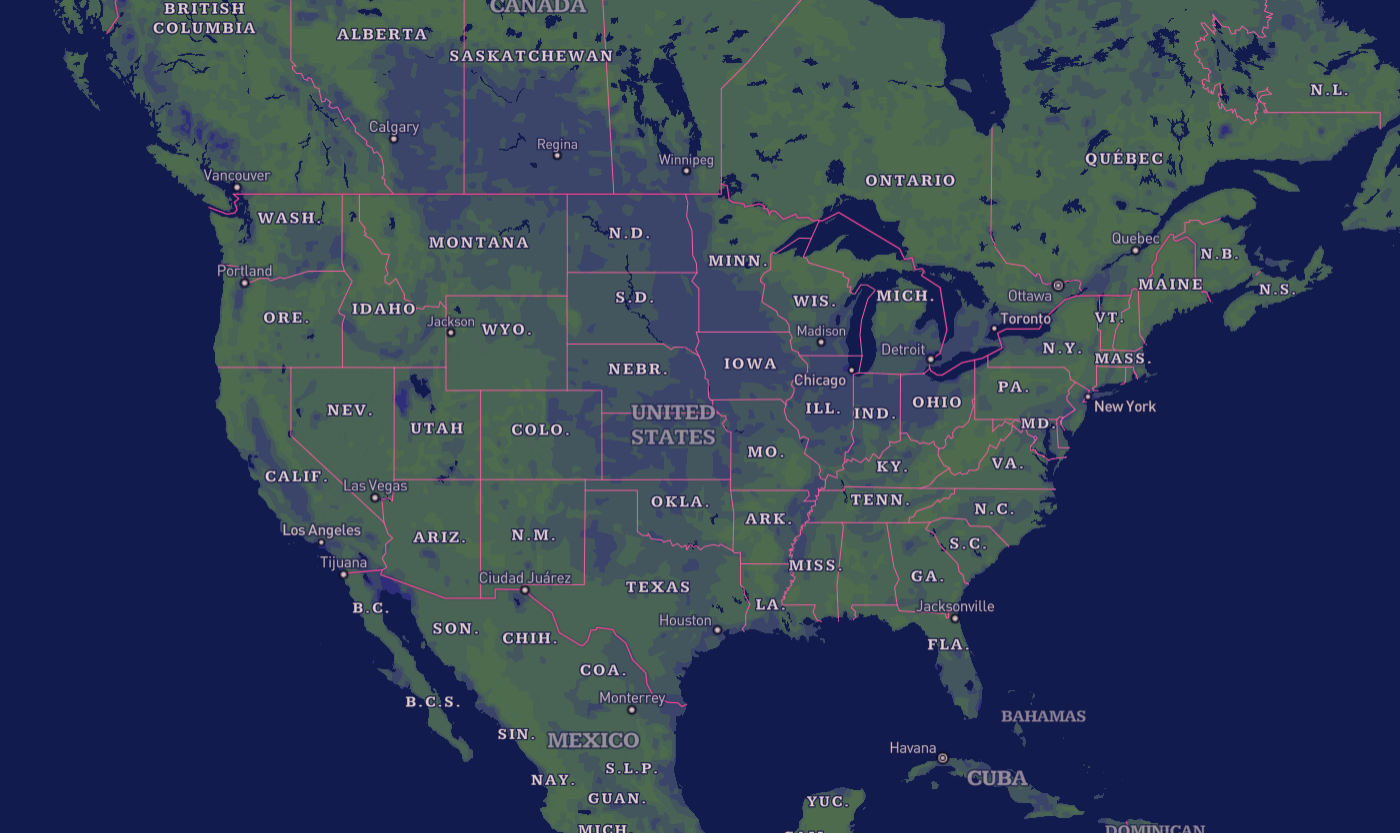 CANADA
BRITISH
COLUMBIA
ALBERTA
SASKATCHEWAN
N.L.
Calgary
Regina
Winnipeg
QUÉBEC
Vancouver
ONTARIO
WASH.
MONTANA
N.D.
MINN.
Quebec
N.B.
Portland
MAINE
N.S.
ORE.
IDAHO
Jackson
WYO.
S.D.
WIS.
MICH.
Ottawa
Toronto
VT.
Madison
Detroit
N.Y.
MASS.
NEBR.
IOWA
Chicago
PA.
NEV.
UTAH
COLO.
UNITED
STATES
ILL.
IND.
OHIO
New York
MD.
CALIF.
Las Vegas
MO.
KY.
VA.
Los Angeles
ARIZ.
N.M.
OKLA.
ARK.
TENN.
N.C.
Tijuana
Ciudad Juárez
TEXAS
MISS.
S.C.
GA.
B.C.
SON.
CHIH.
Houston
LA.
Jacksonville
FLA.
COA.
B.C.S.
Monterrey
BAHAMAS
SIN.
MEXICO
Havana
NAY.
S.L.P.
CUBA
GUAN.
YUC.
MICH.
DOMINICAN